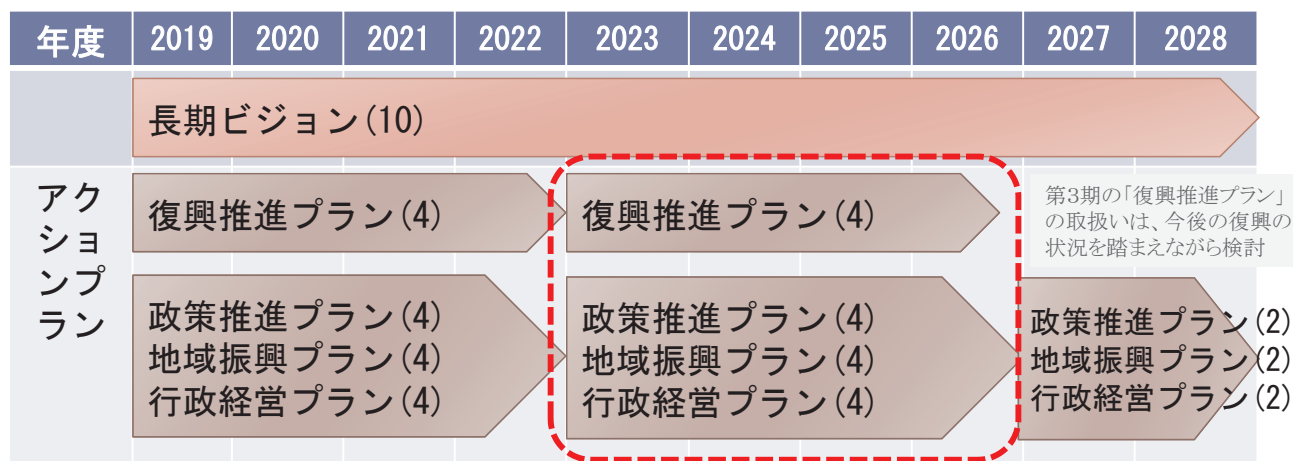 年度 2019 2020 2021 2022 2023 2024 2025 2026 2027 2028
長期ビジョン(10)
アク
ショ
ンプ
ラン
復興推進プラン(4)
復興推進プラン(4)
第3期の「復興推進プラン」
の取扱いは、今後の復興の
状況を踏まえながら検討
政策推進プラン(4)
地域振興プラン(4)
行政経営プラン(4)
政策推進プラン(4)
地域振興プラン(4)
行政経営プラン(4)
政策推進プラン(2)
地域振興プラン(2)
行政経営プラン(2)